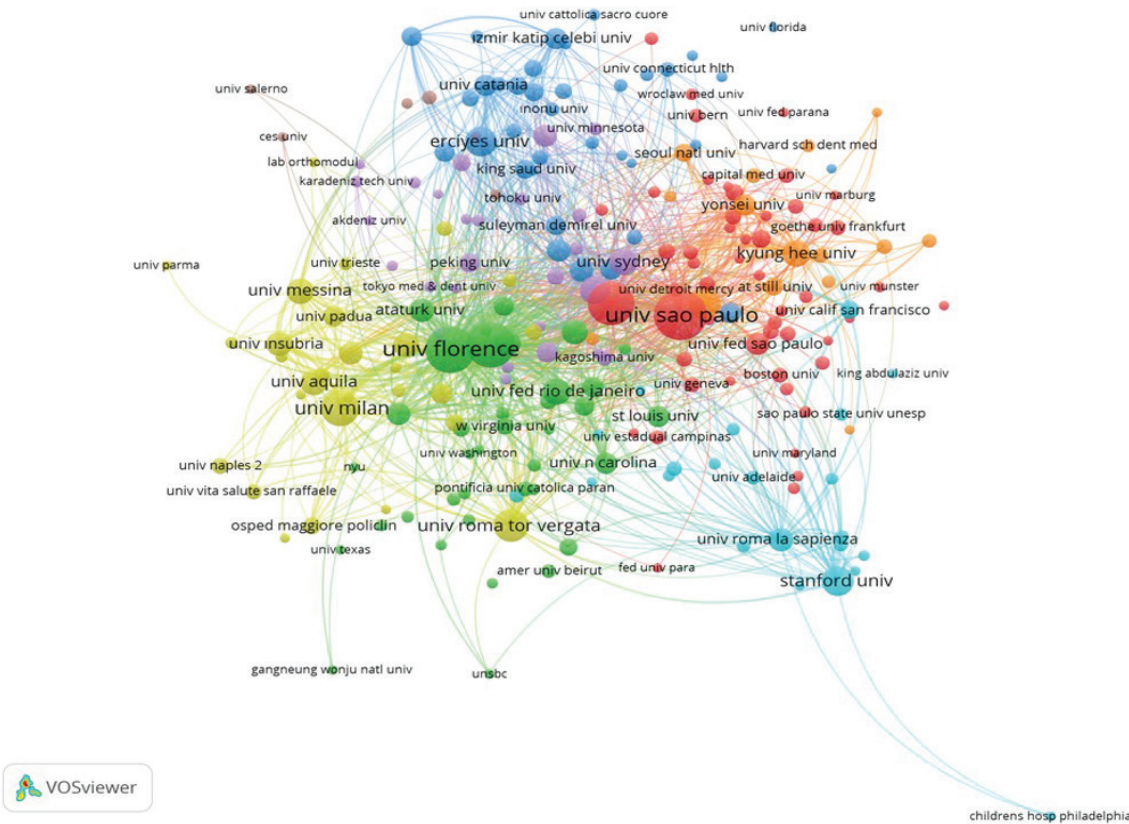 univ cattolica sacro cuore
univ florida
izmir katip celebi univ
univ connecticut hlth
univ salerno
univ catania
wroclaw med univ
inonu univ
univ bern
univ fed parana
univ minnesota
ces univ
erciyes univ
harvard sch dent med
seoul natl univ
lab orthomodul
king saud univ
capital med univ
karadeniz tech univ
tohoku univ
univ marburg
yonsei univ
akdeniz univ
suleyman demirel univ
goethe univ frankfurt
kyung hee univ
univ parma
univ trieste
peking univ
univ sydney
univ messina
tokyo med & dent univ
univ detroit mercy
at still univ
univ munster
univ padua
ataturk univ
univ sao paulo
univ calif san francisco
univ insubria
univ florence
kagoshima univ
univ fed sao paulo
boston univ
king abdulaziz univ
univ aquila
univ geneva
univ fed rio de janeiro
univ milan
st louis univ
sao paulo state univ unesp
w virginia univ
univ estadual campinas
univ washington
univ maryland
univ naples 2
nyu
univ n carolina
univ adelaide
univ vita salute san raffaele
pontificia univ catolica paran
osped maggiore policlin
univ roma tor vergata
univ roma la sapienza
univ texas
amer univ beirut
fed univ para
stanford univ
gangneung wonju natl univ
unsbc
VOSviewer
childrens hosp philadelphia